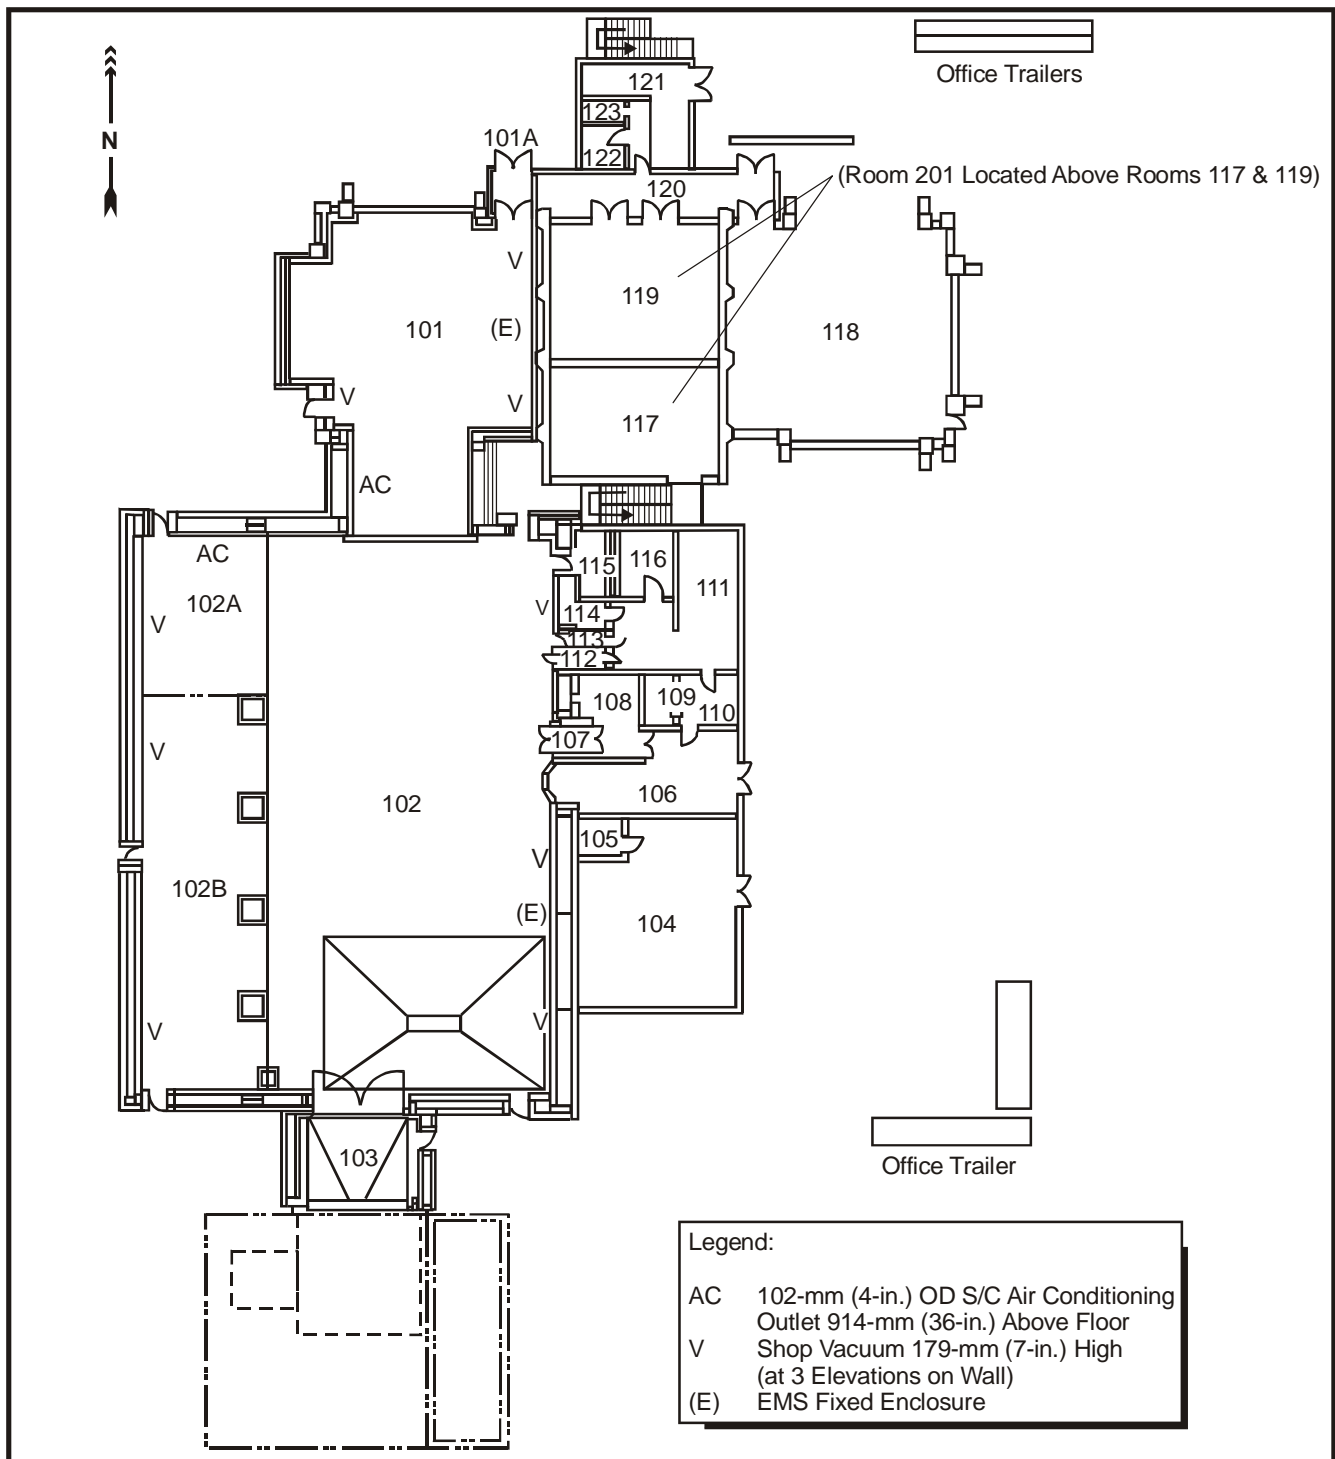 Office Trailers
N
121
123
122
101A
120
(Room 201 Located Above Rooms 117 & 119)
V
119
101
(E)
118
V
V
117
AC
AC
115
116
111
102A
V
V
114
113
112
108
109
110
107
V
106
102
105
V
102B
(E)
104
V
V
103
Office Trailer
Legend:
AC 102-mm (4-in.) OD S/C Air Conditioning
Outlet 914-mm (36-in.) Above Floor
V Shop Vacuum 179-mm (7-in.) High
(at 3 Elevations on Wall)
(E) EMS Fixed Enclosure